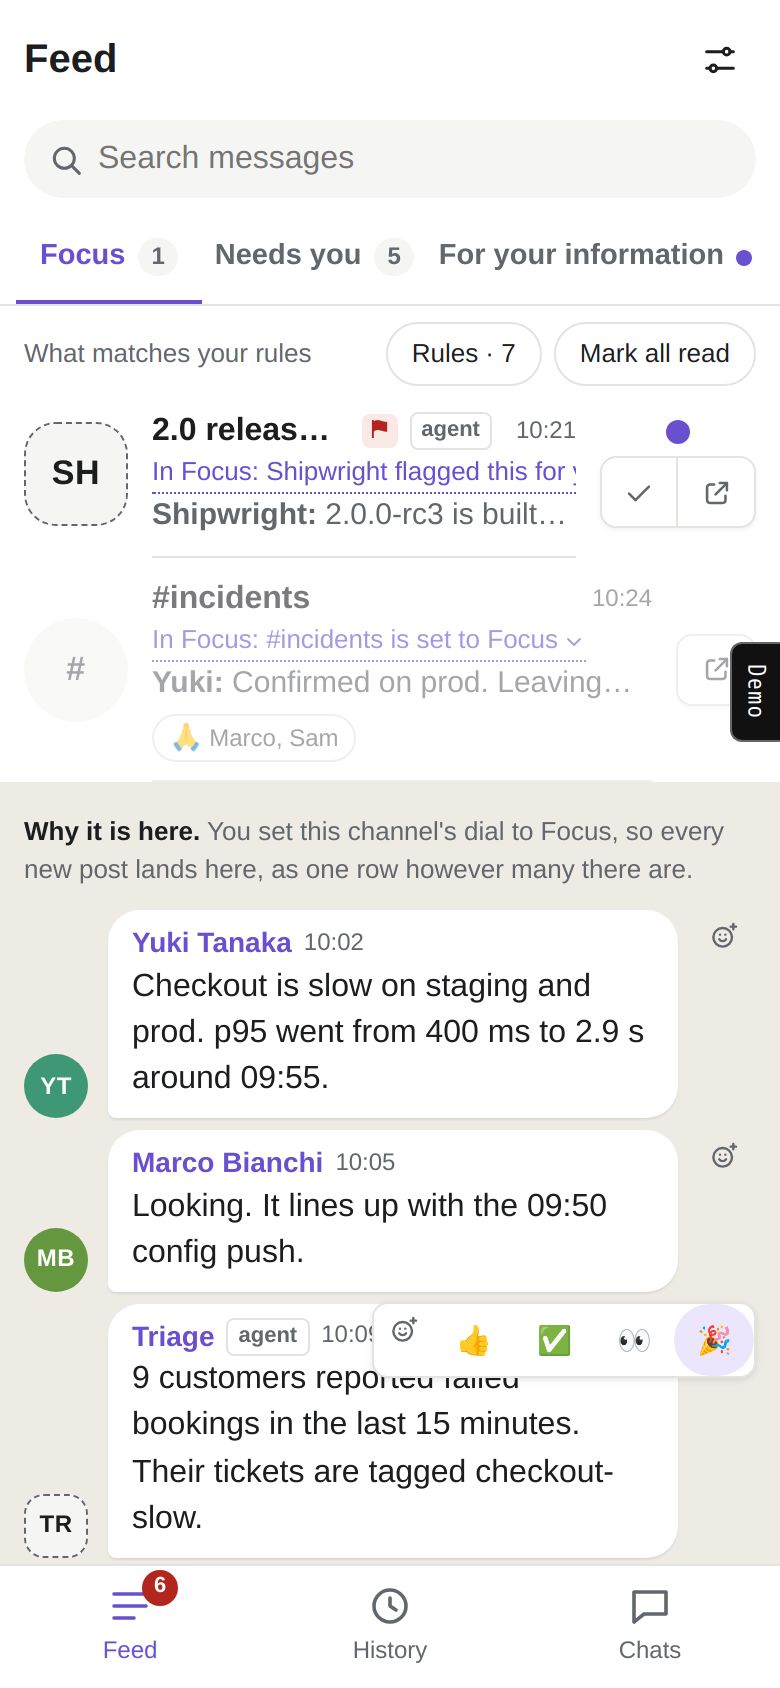 Feed
Search messages
Focus 1 Needs you 5 For your information
What matches your rules Rules · 7 Mark all read
SH 2.0 releas… agent 10:21
In Focus: Shipwright flagged this for
Shipwright: 2.0.0-rc3 is built…
#incidents 10:24
# In Focus: #incidents is set to Focus
Yuki: Confirmed on prod. Leaving…
🙏 Marco, Sam
Demo
Why it is here. You set this channel's dial to Focus, so every
new post lands here, as one row however many there are.
Yuki Tanaka 10:02
Checkout is slow on staging and
prod. p95 went from 400 ms to 2.9 s
around 09:55.
YT
Marco Bianchi 10:05
Looking. It lines up with the 09:50
config push.
MB
Triage agent 10:09
👍 ✅ 👀 🎉
9 customers reported failed
bookings in the last 15 minutes.
Their tickets are tagged checkout-
slow.
TR
6
Feed History Chats